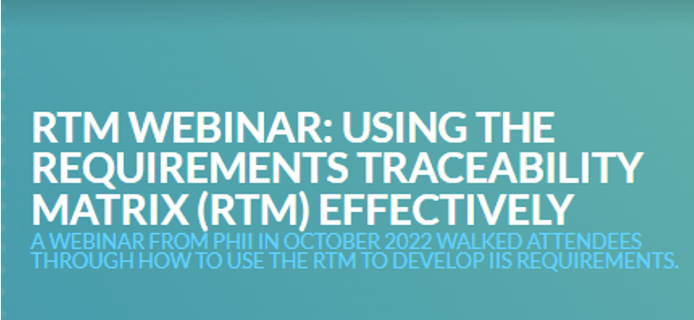 RTM WEBINAR: USING THE
REQUIREMENTS TRACEABILITY
MATRIX (RTM) EFFECTIVELY
A WEBINAR FROM PHII IN OCTOBER 2022 WALKED ATTENDEES
THROUGH HOW TO USE THE RTM TO DEVELOP IIS REQUIREMENTS.